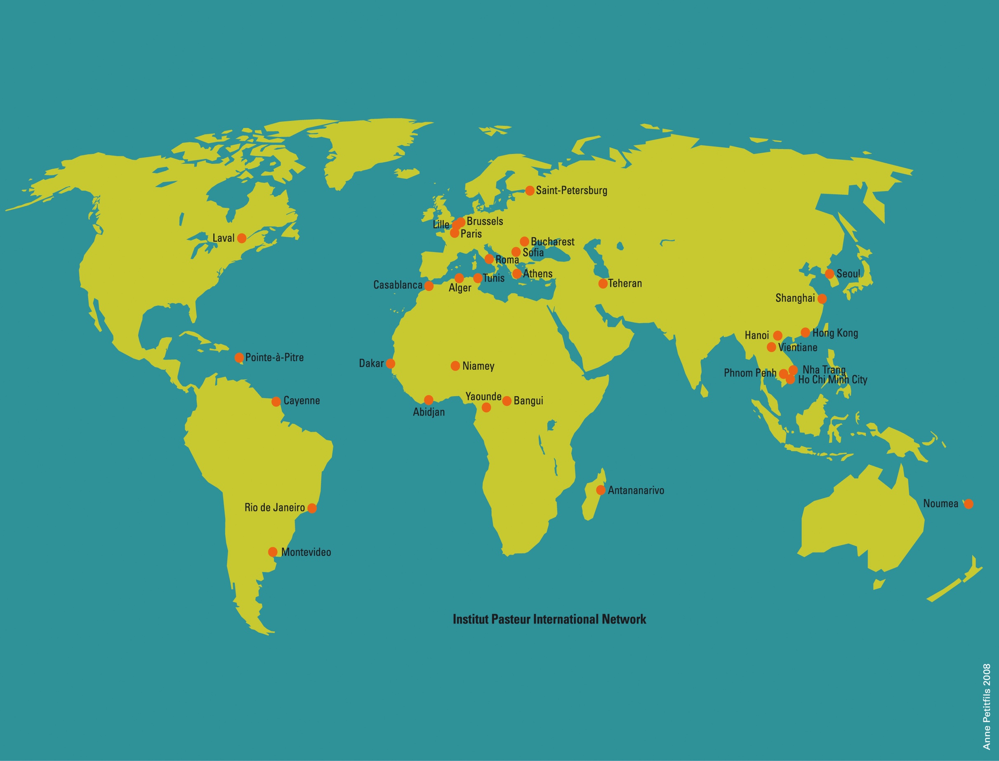 Saint-Petersburg
Brussels
Lille
Paris
Laval
Bucharest
Sofia
Roma
Athens
Seoul
Tunis
Casablanca
Alger
Teheran
Shanghai
Hanoi
Hong Kong
Vientiane
Pointe-à-Pitre
Dakar
Niamey
Nha Trang
Phnom Penh
Ho Chi Minh City
Yaounde
Cayenne
Bangui
Abidjan
Antananarivo
Noumea
Rio de Janeiro
Montevideo
Institut Pasteur International Network
Anne Petitfils 2008